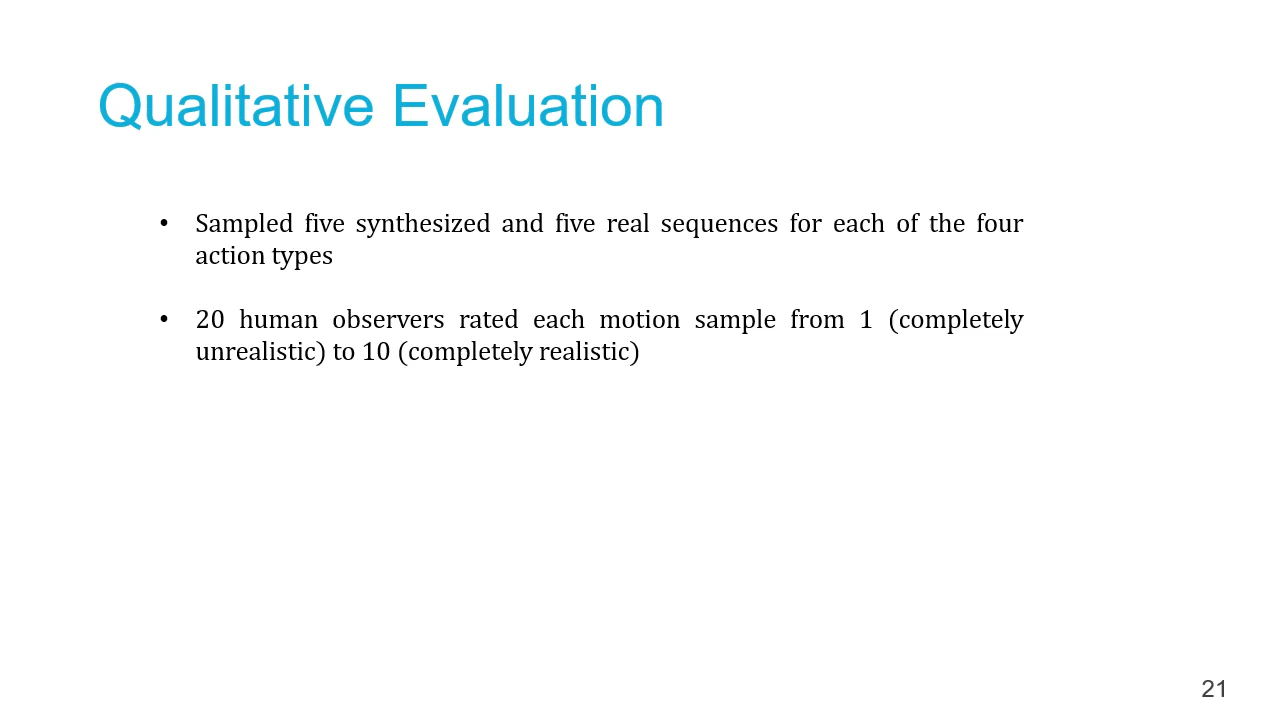 Qualitative Evaluation
• Sampled five synthesized and five real sequences for each of the four
action types
• 20 human observers rated each motion sample from 1 (completely
unrealistic) to 10 (completely realistic)
21